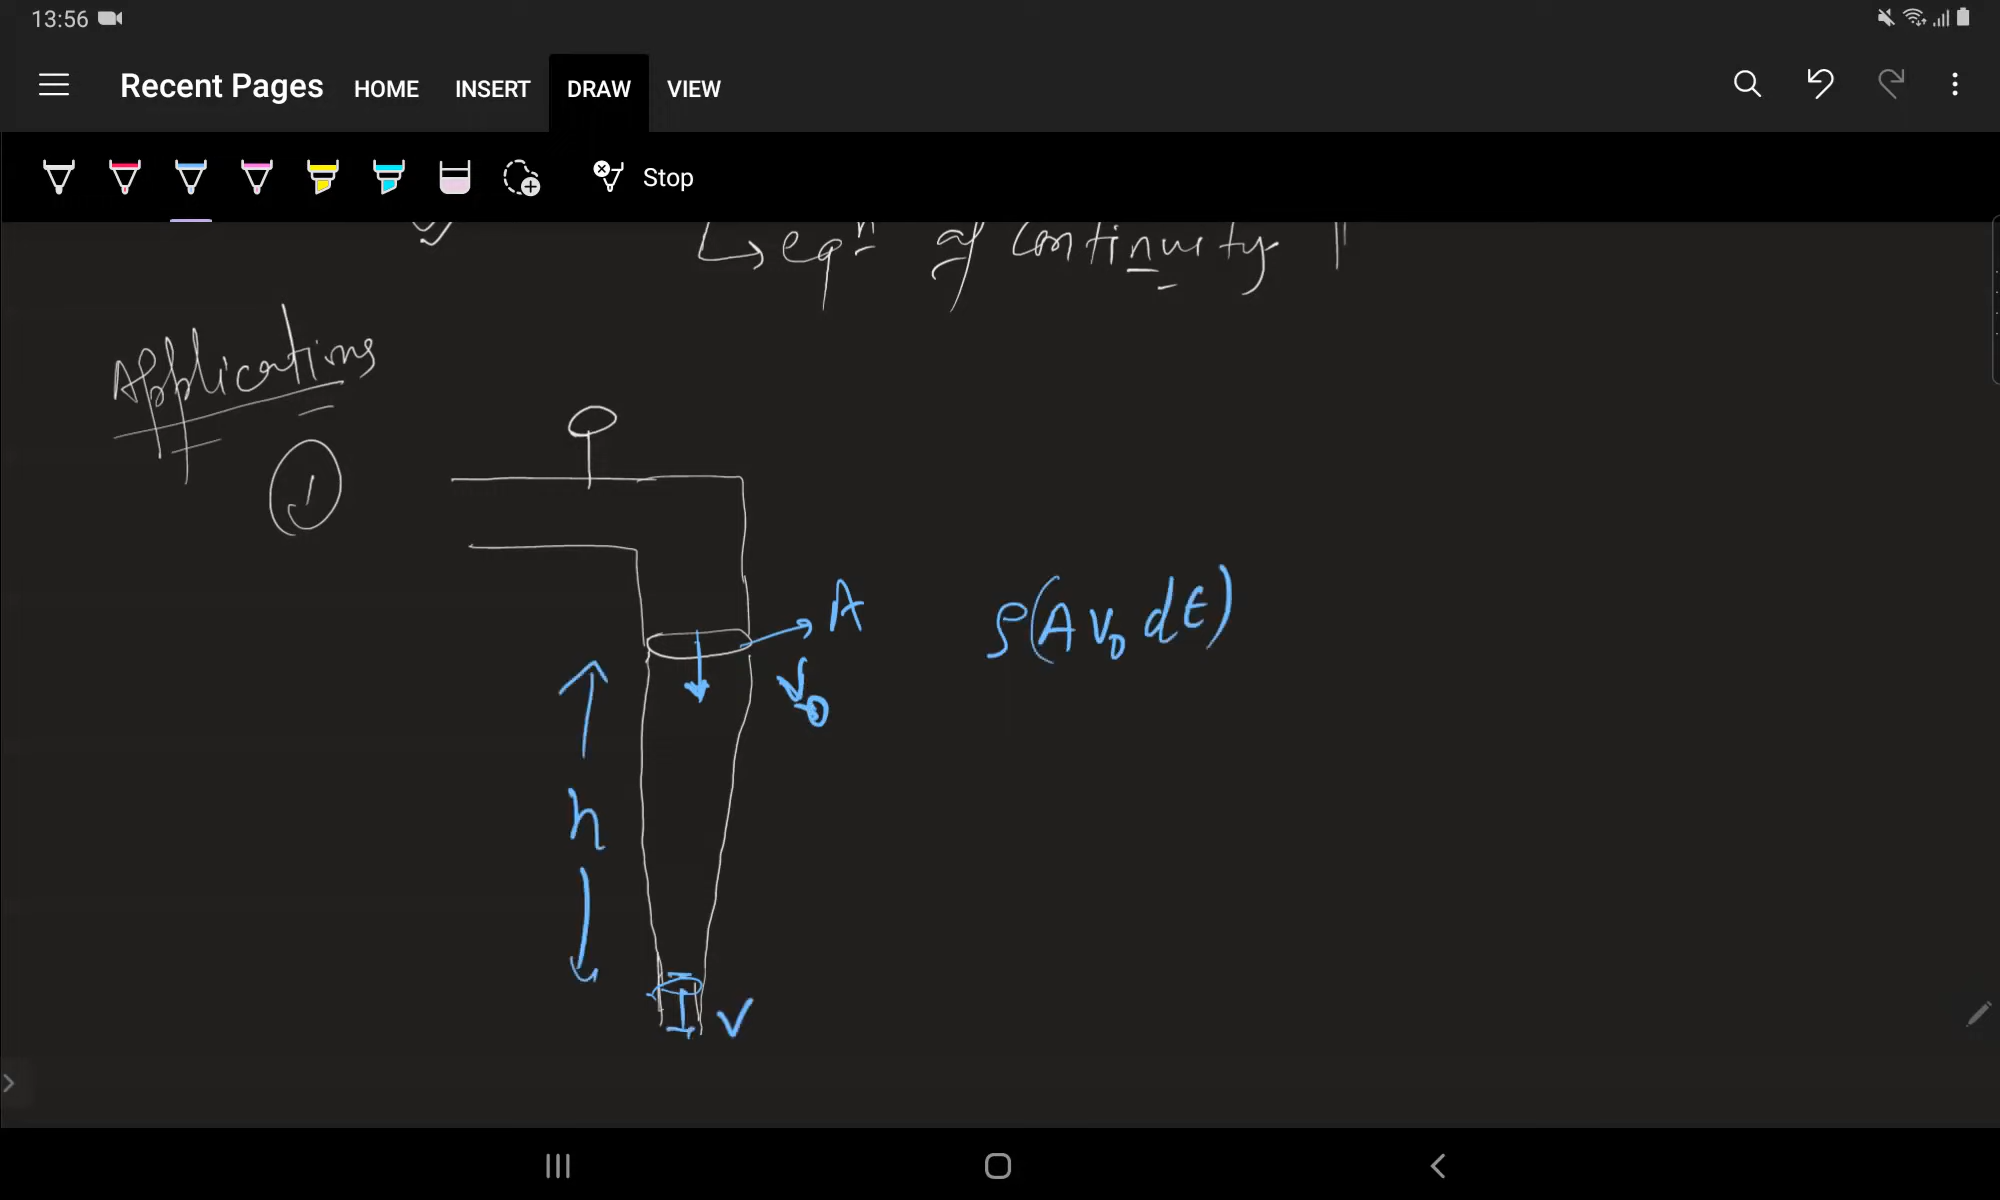 13:56
Recent Pages HOME INSERT DRAW VIEW
Stop
↳ eqⁿ of continuity
Applications
①
A
ρ(A v₀ dt)
v₀
h
v